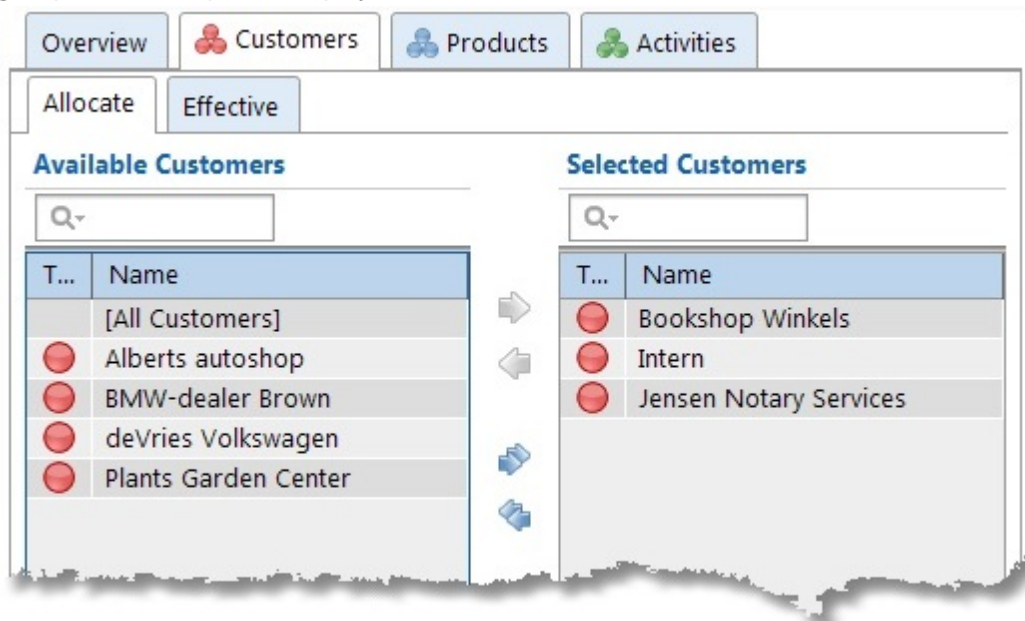 Overview Customers Products Activities
Allocate Effective
Available Customers
T... Name
[All Customers]
Alberts autoshop
BMW-dealer Brown
deVries Volkswagen
Plants Garden Center
Selected Customers
T... Name
Bookshop Winkels
Intern
Jensen Notary Services